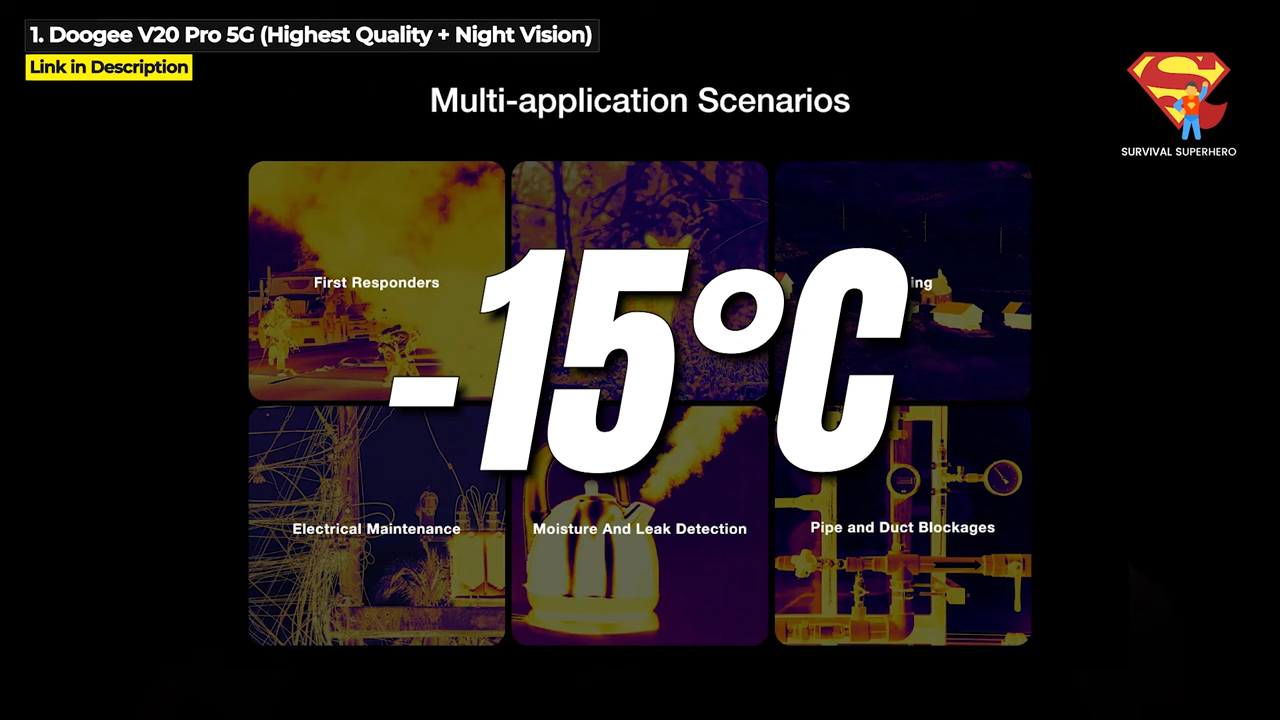 1. Doogee V20 Pro 5G (Highest Quality + Night Vision)
Link in Description
SURVIVAL SUPERHERO
Multi-application Scenarios
First Responders
-15°C
Electrical Maintenance
Moisture And Leak Detection
Pipe and Duct Blockages